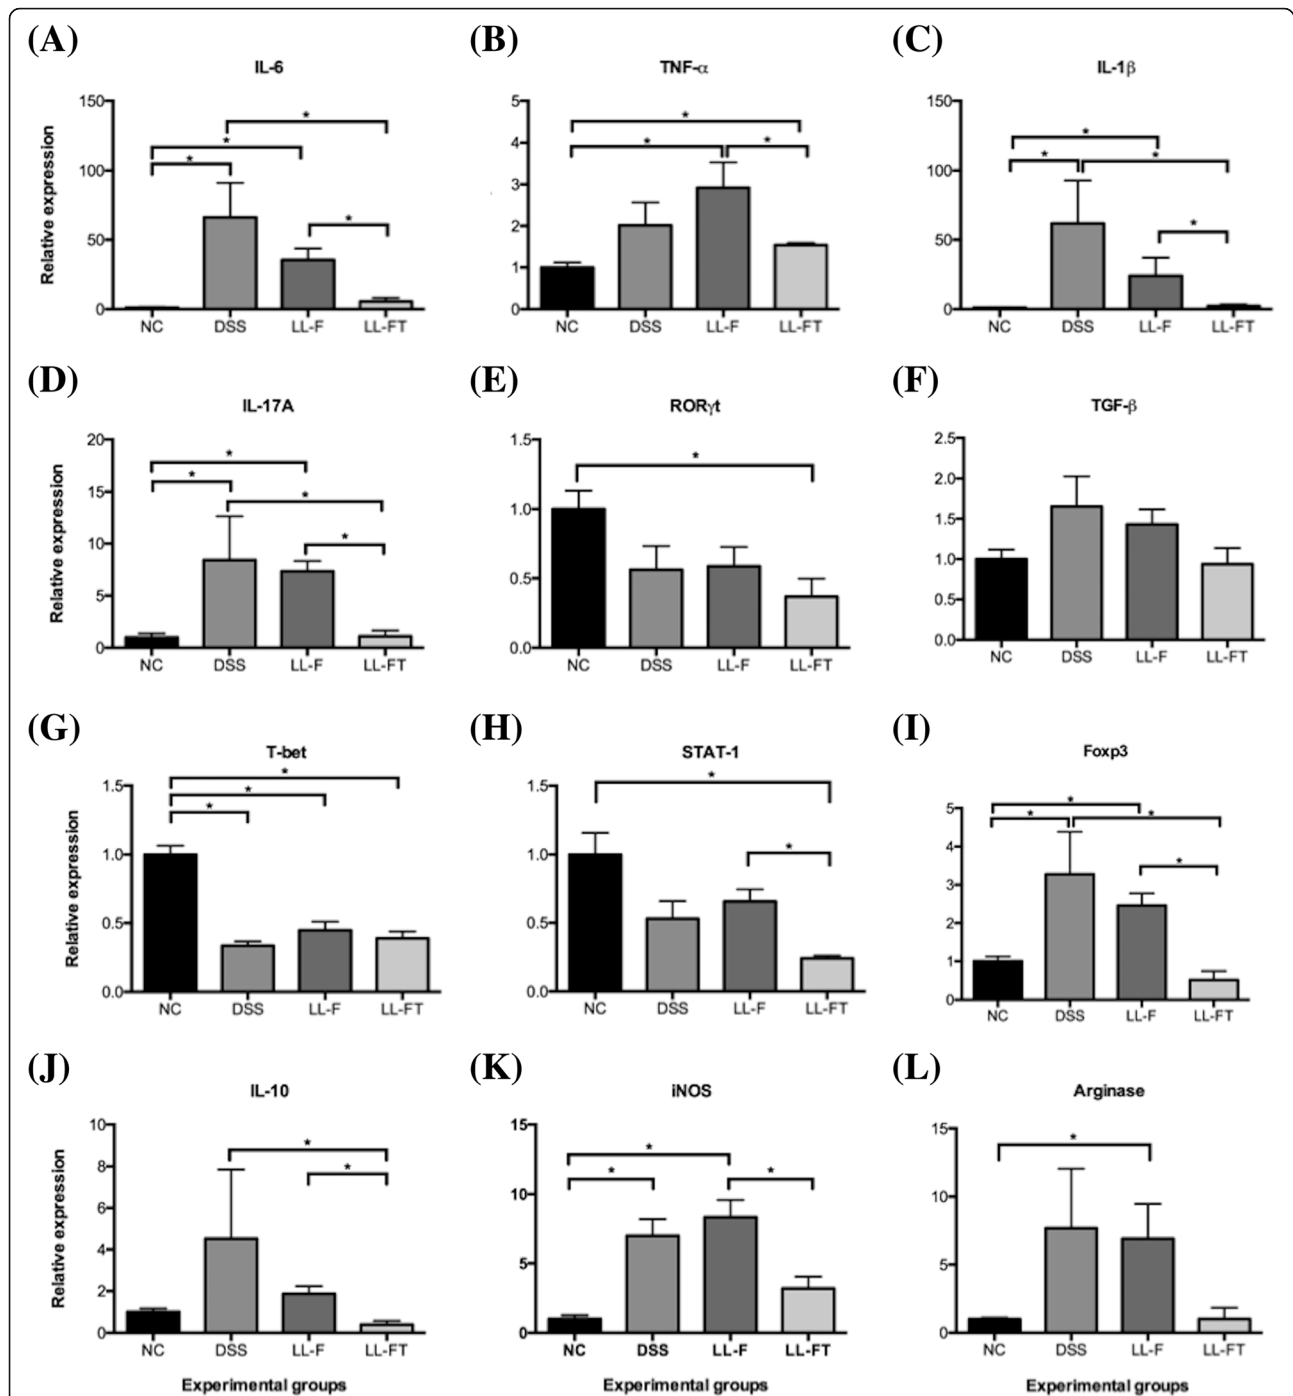 (A) (B) (C)
IL-6 TNF-α IL-1β
150 5 150
* * *
4
* * * * * *
100 3 100
* *
2
50 50
1
0 0 0
Relative expression
NC DSS LL-F LL-FT NC DSS LL-F LL-FT NC DSS LL-F LL-FT
(D) (E) (F)
IL-17A RORγt TGF-β
20 1.5 2.5
* * * *
15 1.0 2.0
* 1.5
10 1.0
5 0.5 0.5
0 0.0 0.0
Relative expression
NC DSS LL-F LL-FT NC DSS LL-F LL-FT NC DSS LL-F LL-FT
(G) (H) (I)
T-bet STAT-1 Foxp3
1.5 1.5 5
* * * * * * * * *
1.0 1.0 4
3
0.5 0.5 2
1
0.0 0.0 0
Relative expression
NC DSS LL-F LL-FT NC DSS LL-F LL-FT NC DSS LL-F LL-FT
(J) (K) (L)
IL-10 iNOS Arginase
10 15 15
* * * * * *
8
6 10 10
4
5 5
2
0 0 0
Relative expression
NC DSS LL-F LL-FT NC DSS LL-F LL-FT NC DSS LL-F LL-FT
Experimental groups Experimental groups Experimental groups